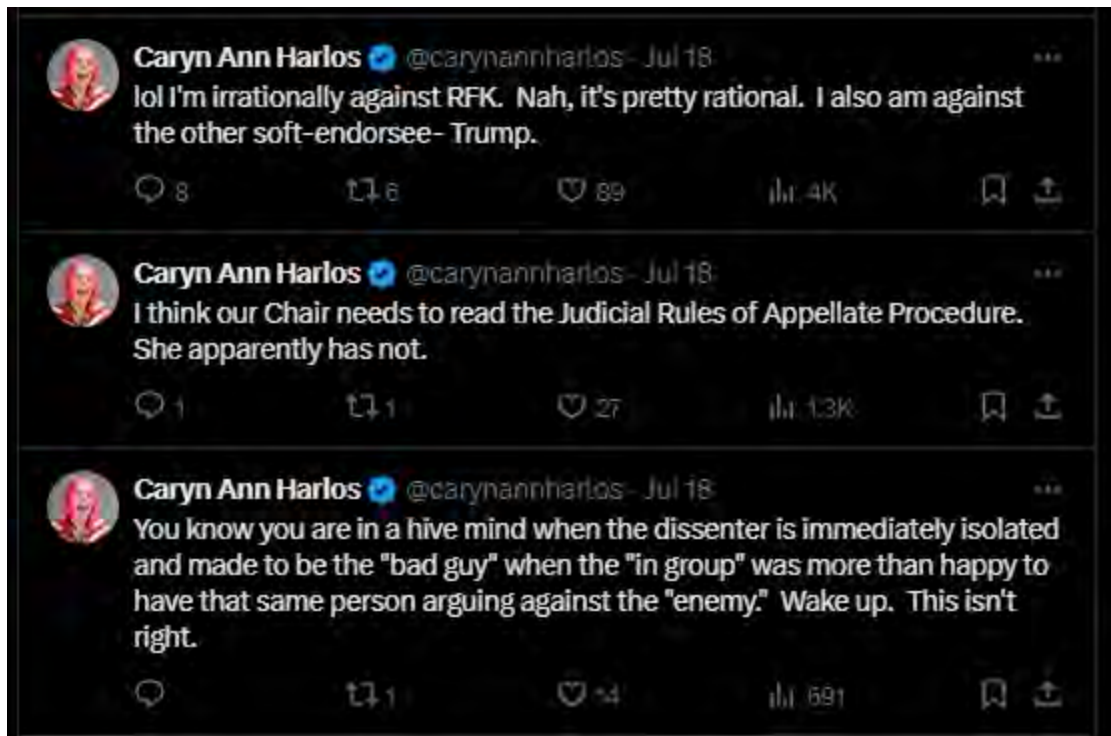 Caryn Ann Harlos @carynannharlos - Jul 18
lol I'm irrationally against RFK. Nah, it's pretty rational. I also am against
the other soft-endorsee- Trump.
8 6 89 4K
Caryn Ann Harlos @carynannharlos - Jul 18
I think our Chair needs to read the Judicial Rules of Appellate Procedure.
She apparently has not.
1 1 27 1.3K
Caryn Ann Harlos @carynannharlos - Jul 18
You know you are in a hive mind when the dissenter is immediately isolated
and made to be the "bad guy" when the "in group" was more than happy to
have that same person arguing against the "enemy." Wake up. This isn't
right.
1 14 691